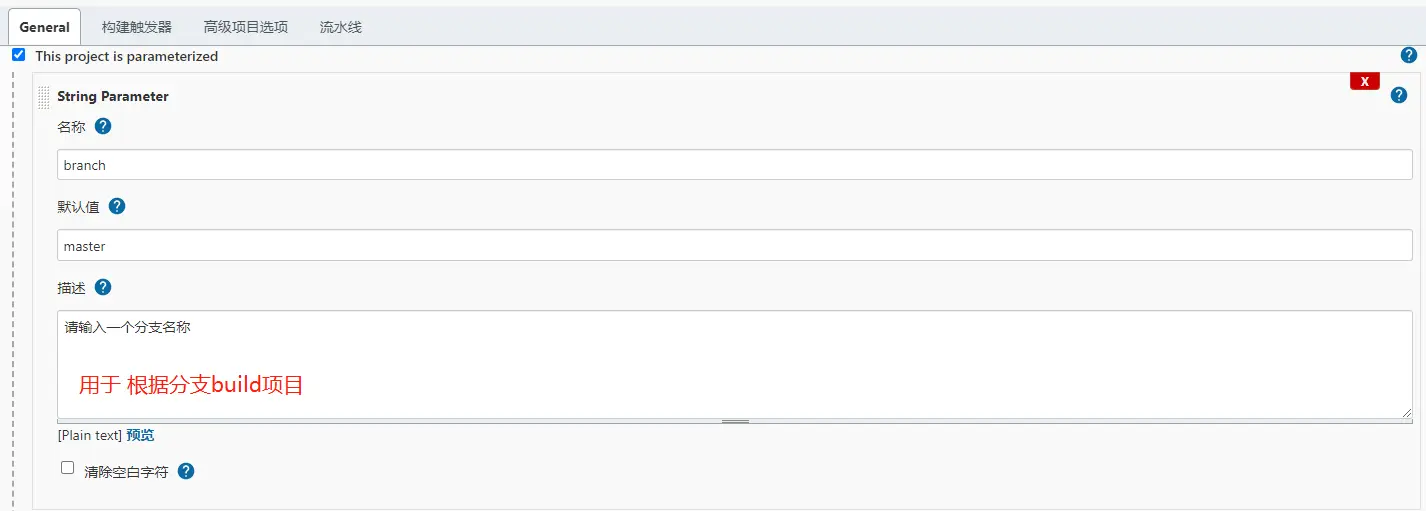 General 构建触发器 高级项目选项 流水线
This project is parameterized ?
X
String Parameter ?
名称 ?
branch
默认值 ?
master
描述 ?
请输入一个分支名称
用于 根据分支build项目
[Plain text] 预览
清除空白字符 ?